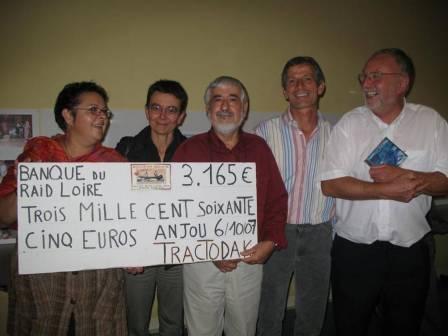 BANQUE DU
RAID LOIRE
3.165 €
TROIS MILLE CENT SOIXANTE
CINQ EUROS ANJOU 6/10/07
TRACTODAK